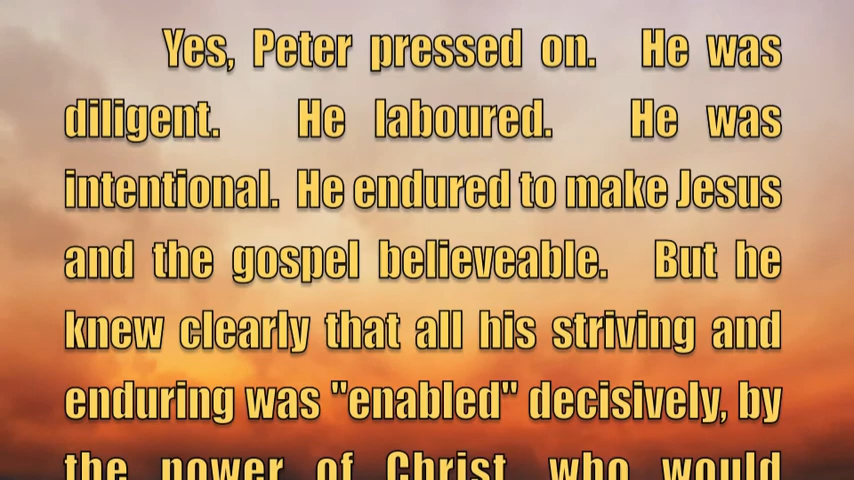 Yes, Peter pressed on. He was
diligent. He laboured. He was
intentional. He endured to make Jesus
and the gospel believeable. But he
knew clearly that all his striving and
enduring was "enabled" decisively, by
the power of Christ who would